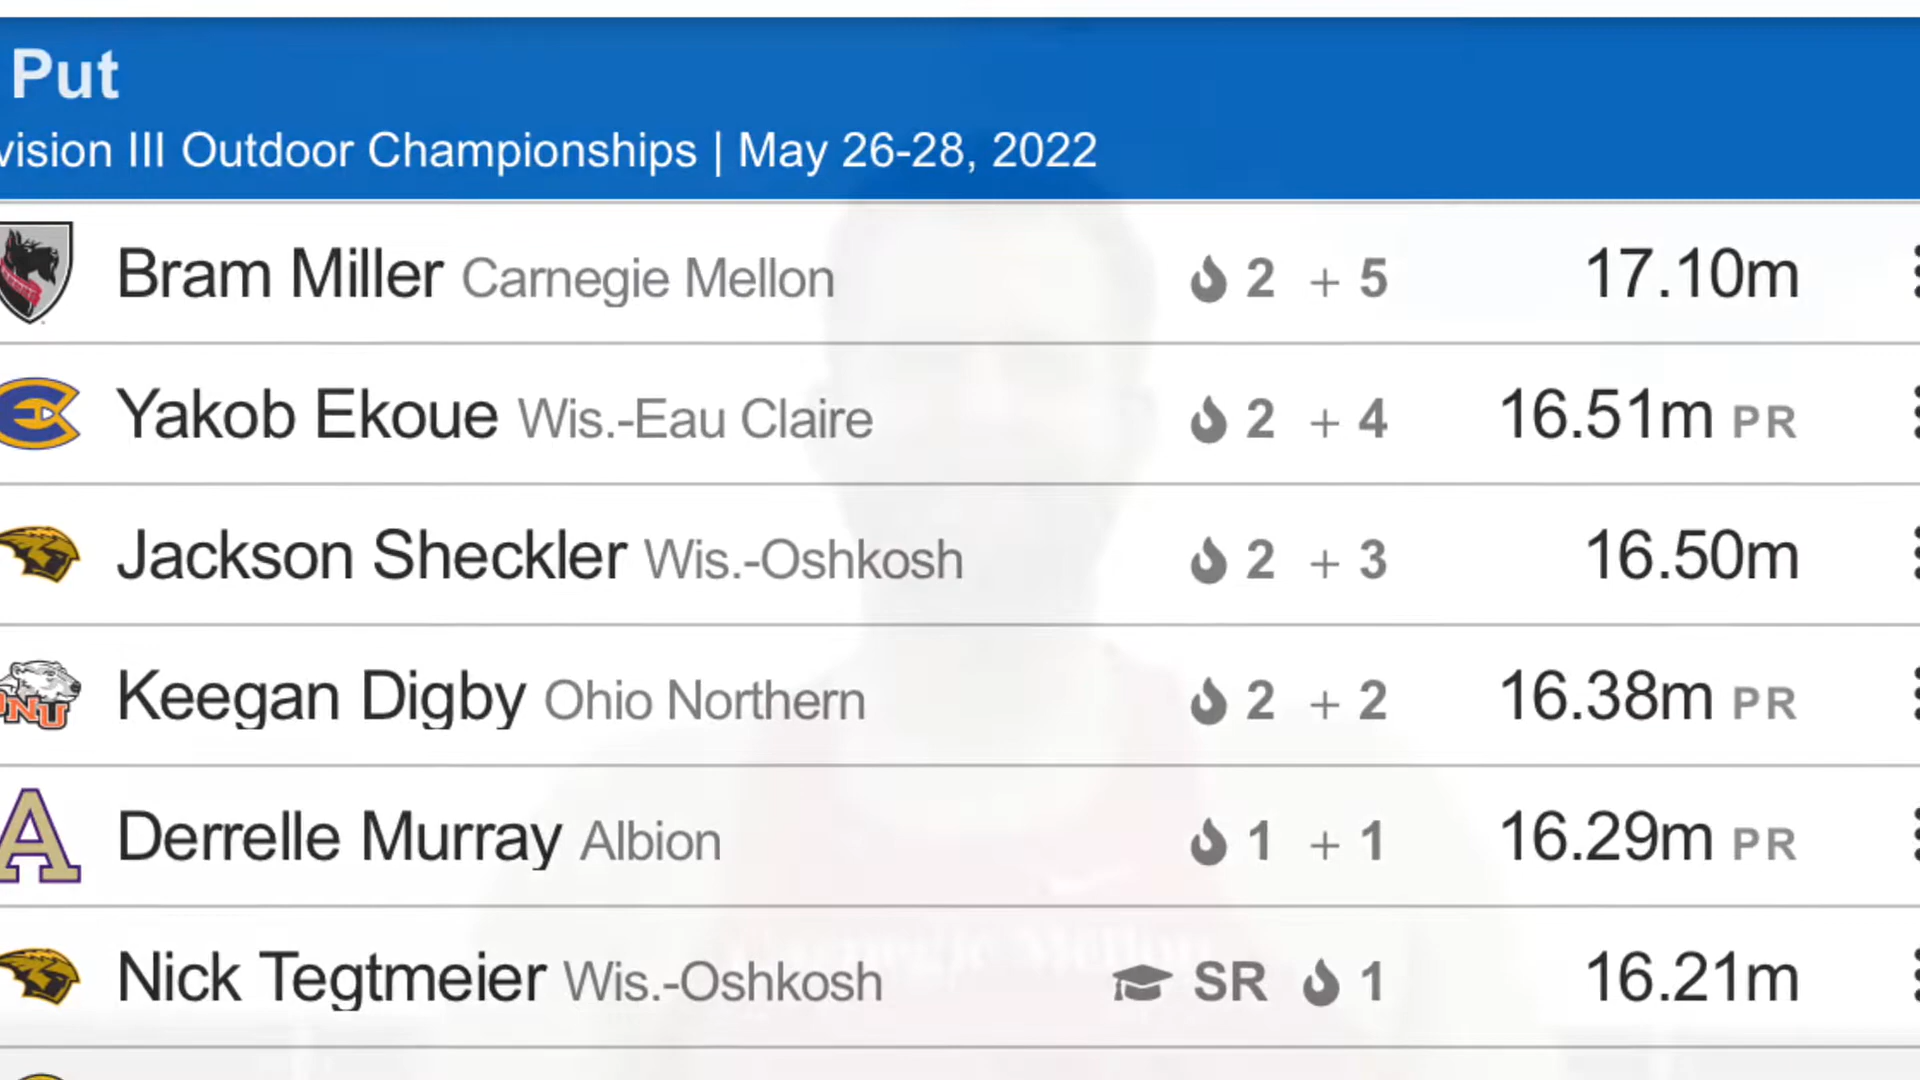 Put
vision III Outdoor Championships | May 26-28, 2022
Bram Miller Carnegie Mellon 2 + 5 17.10m
Yakob Ekoue Wis.-Eau Claire 2 + 4 16.51m PR
Jackson Sheckler Wis.-Oshkosh 2 + 3 16.50m
Keegan Digby Ohio Northern 2 + 2 16.38m PR
Derrelle Murray Albion 1 + 1 16.29m PR
Nick Tegtmeier Wis.-Oshkosh SR 1 16.21m
Carnegie Mellon